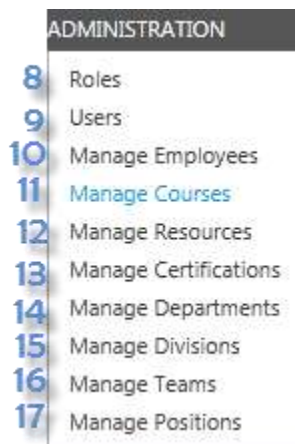 ADMINISTRATION
8 Roles
9 Users
10 Manage Employees
11 Manage Courses
12 Manage Resources
13 Manage Certifications
14 Manage Departments
15 Manage Divisions
16 Manage Teams
17 Manage Positions